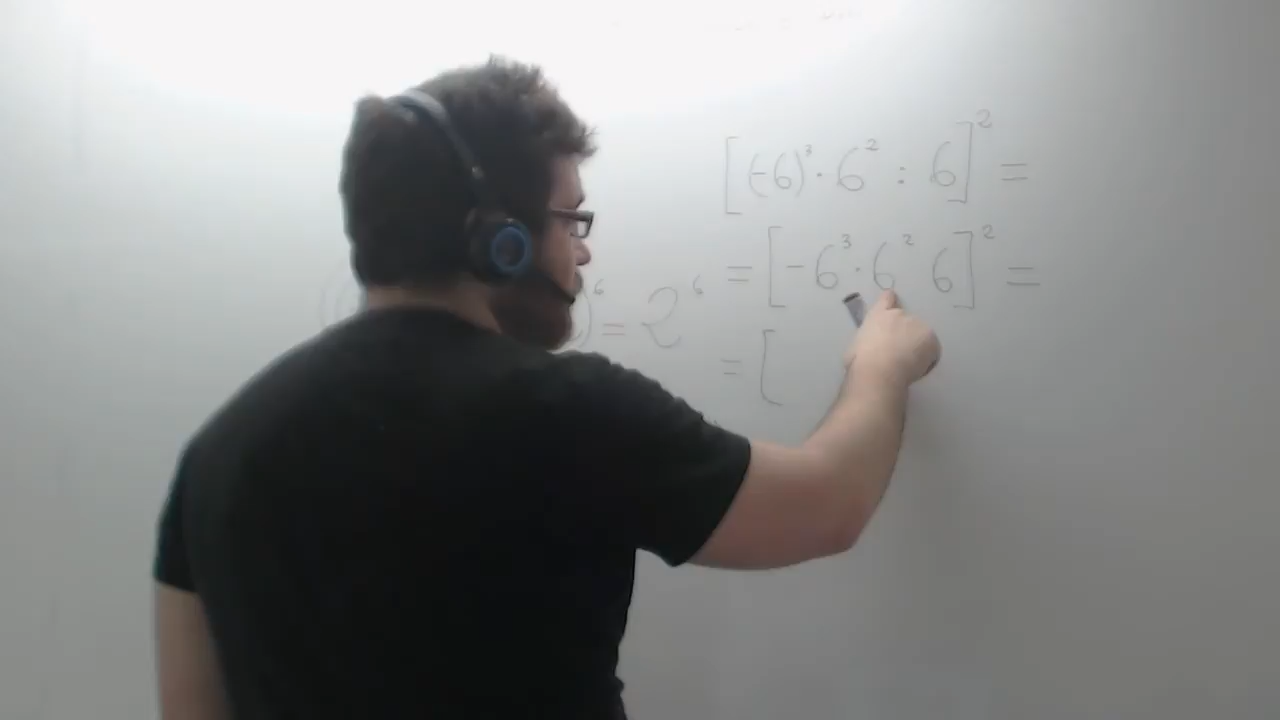 [(-6)³ · 6² : 6]² =
= [-6³ · 6² 6]² =
)⁶ = 2⁶
= [